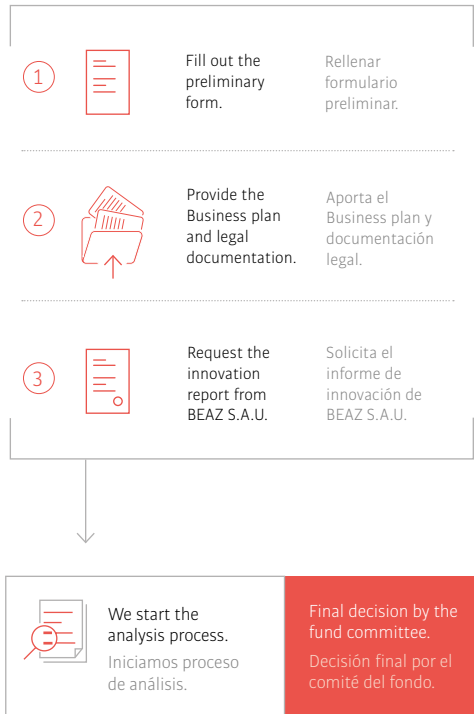 1
Fill out the
preliminary
form.
Rellenar
formulario
preliminar.
2
Provide the
Business plan
and legal
documentation.
Aporta el
Business plan y
documentación
legal.
3
Request the
innovation
report from
BEAZ S.A.U.
Solicita el
informe de
innovación de
BEAZ S.A.U.
We start the
analysis process.
Iniciamos proceso
de análisis.
Final decision by the
fund committee.
Decisión final por el
comité del fondo.